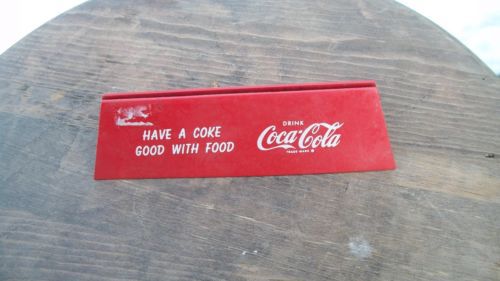 HAVE A COKE
GOOD WITH FOOD
DRINK
Coca-Cola
TRADE-MARK ®